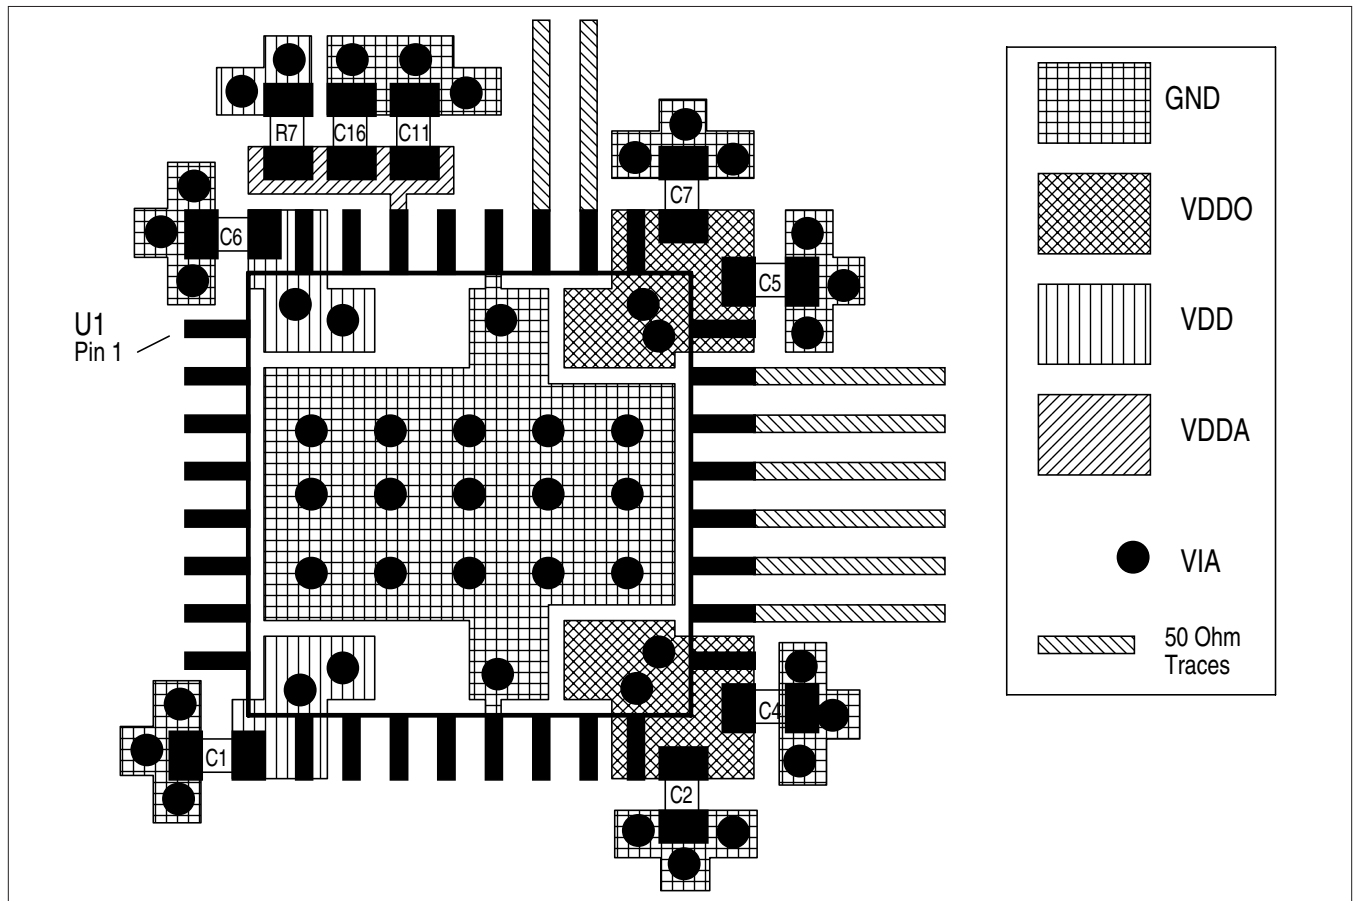 R7
C16
C11
C7
C6
C5
U1
Pin 1
C4
C1
C2
GND
VDDO
VDD
VDDA
VIA
50 Ohm
Traces